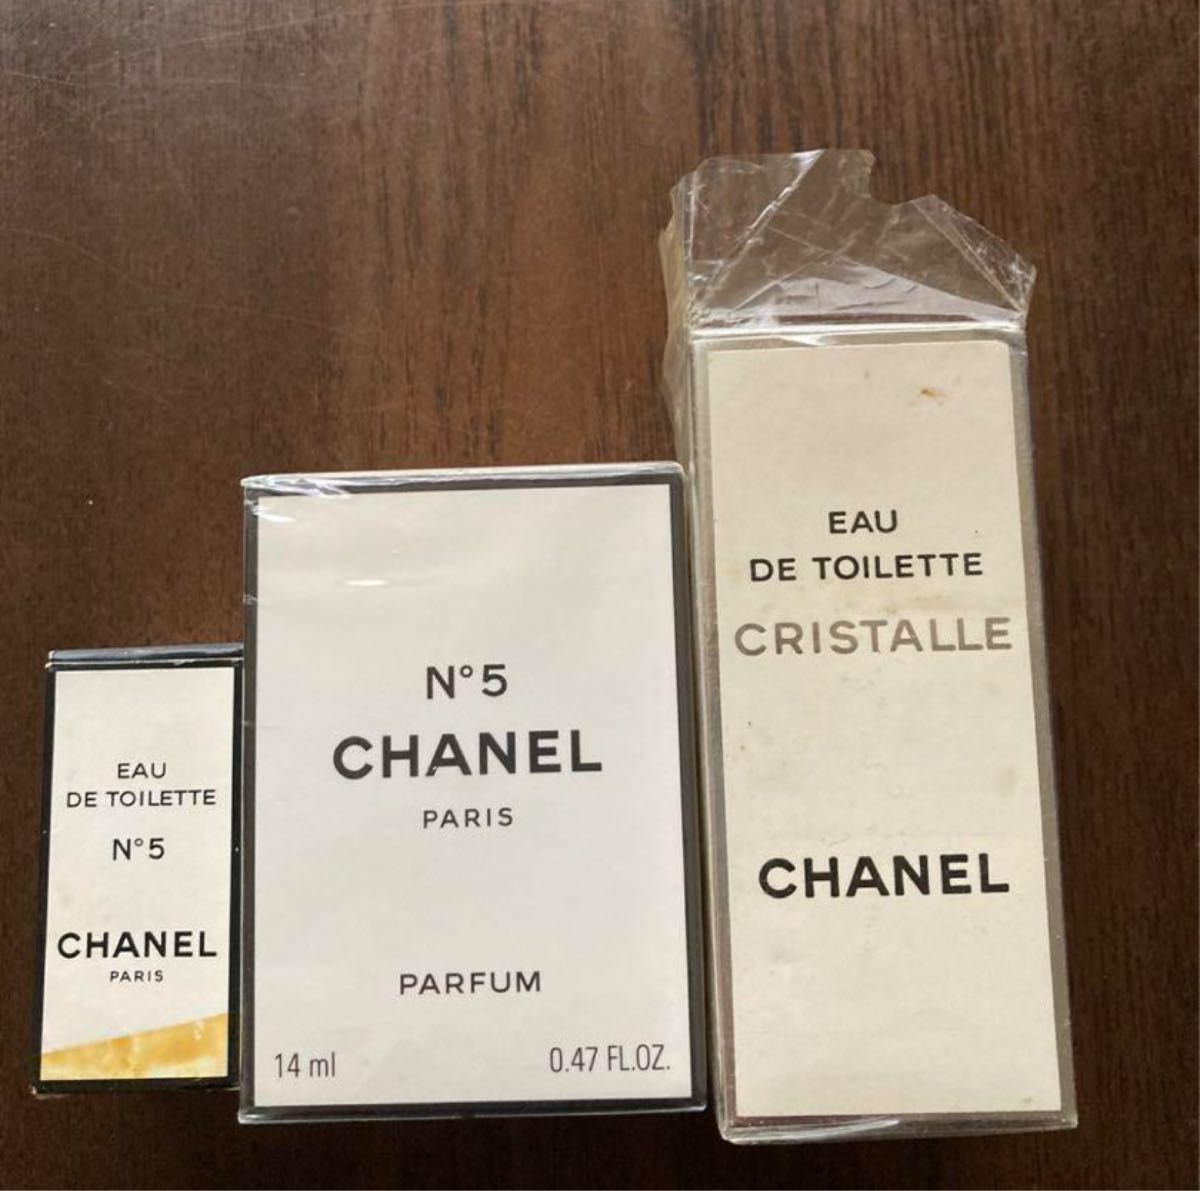 EAU
DE TOILETTE
N°5
CHANEL
PARIS
N°5
CHANEL
PARIS
PARFUM
14 ml
0.47 FL.OZ.
EAU
DE TOILETTE
CRISTALLE
CHANEL